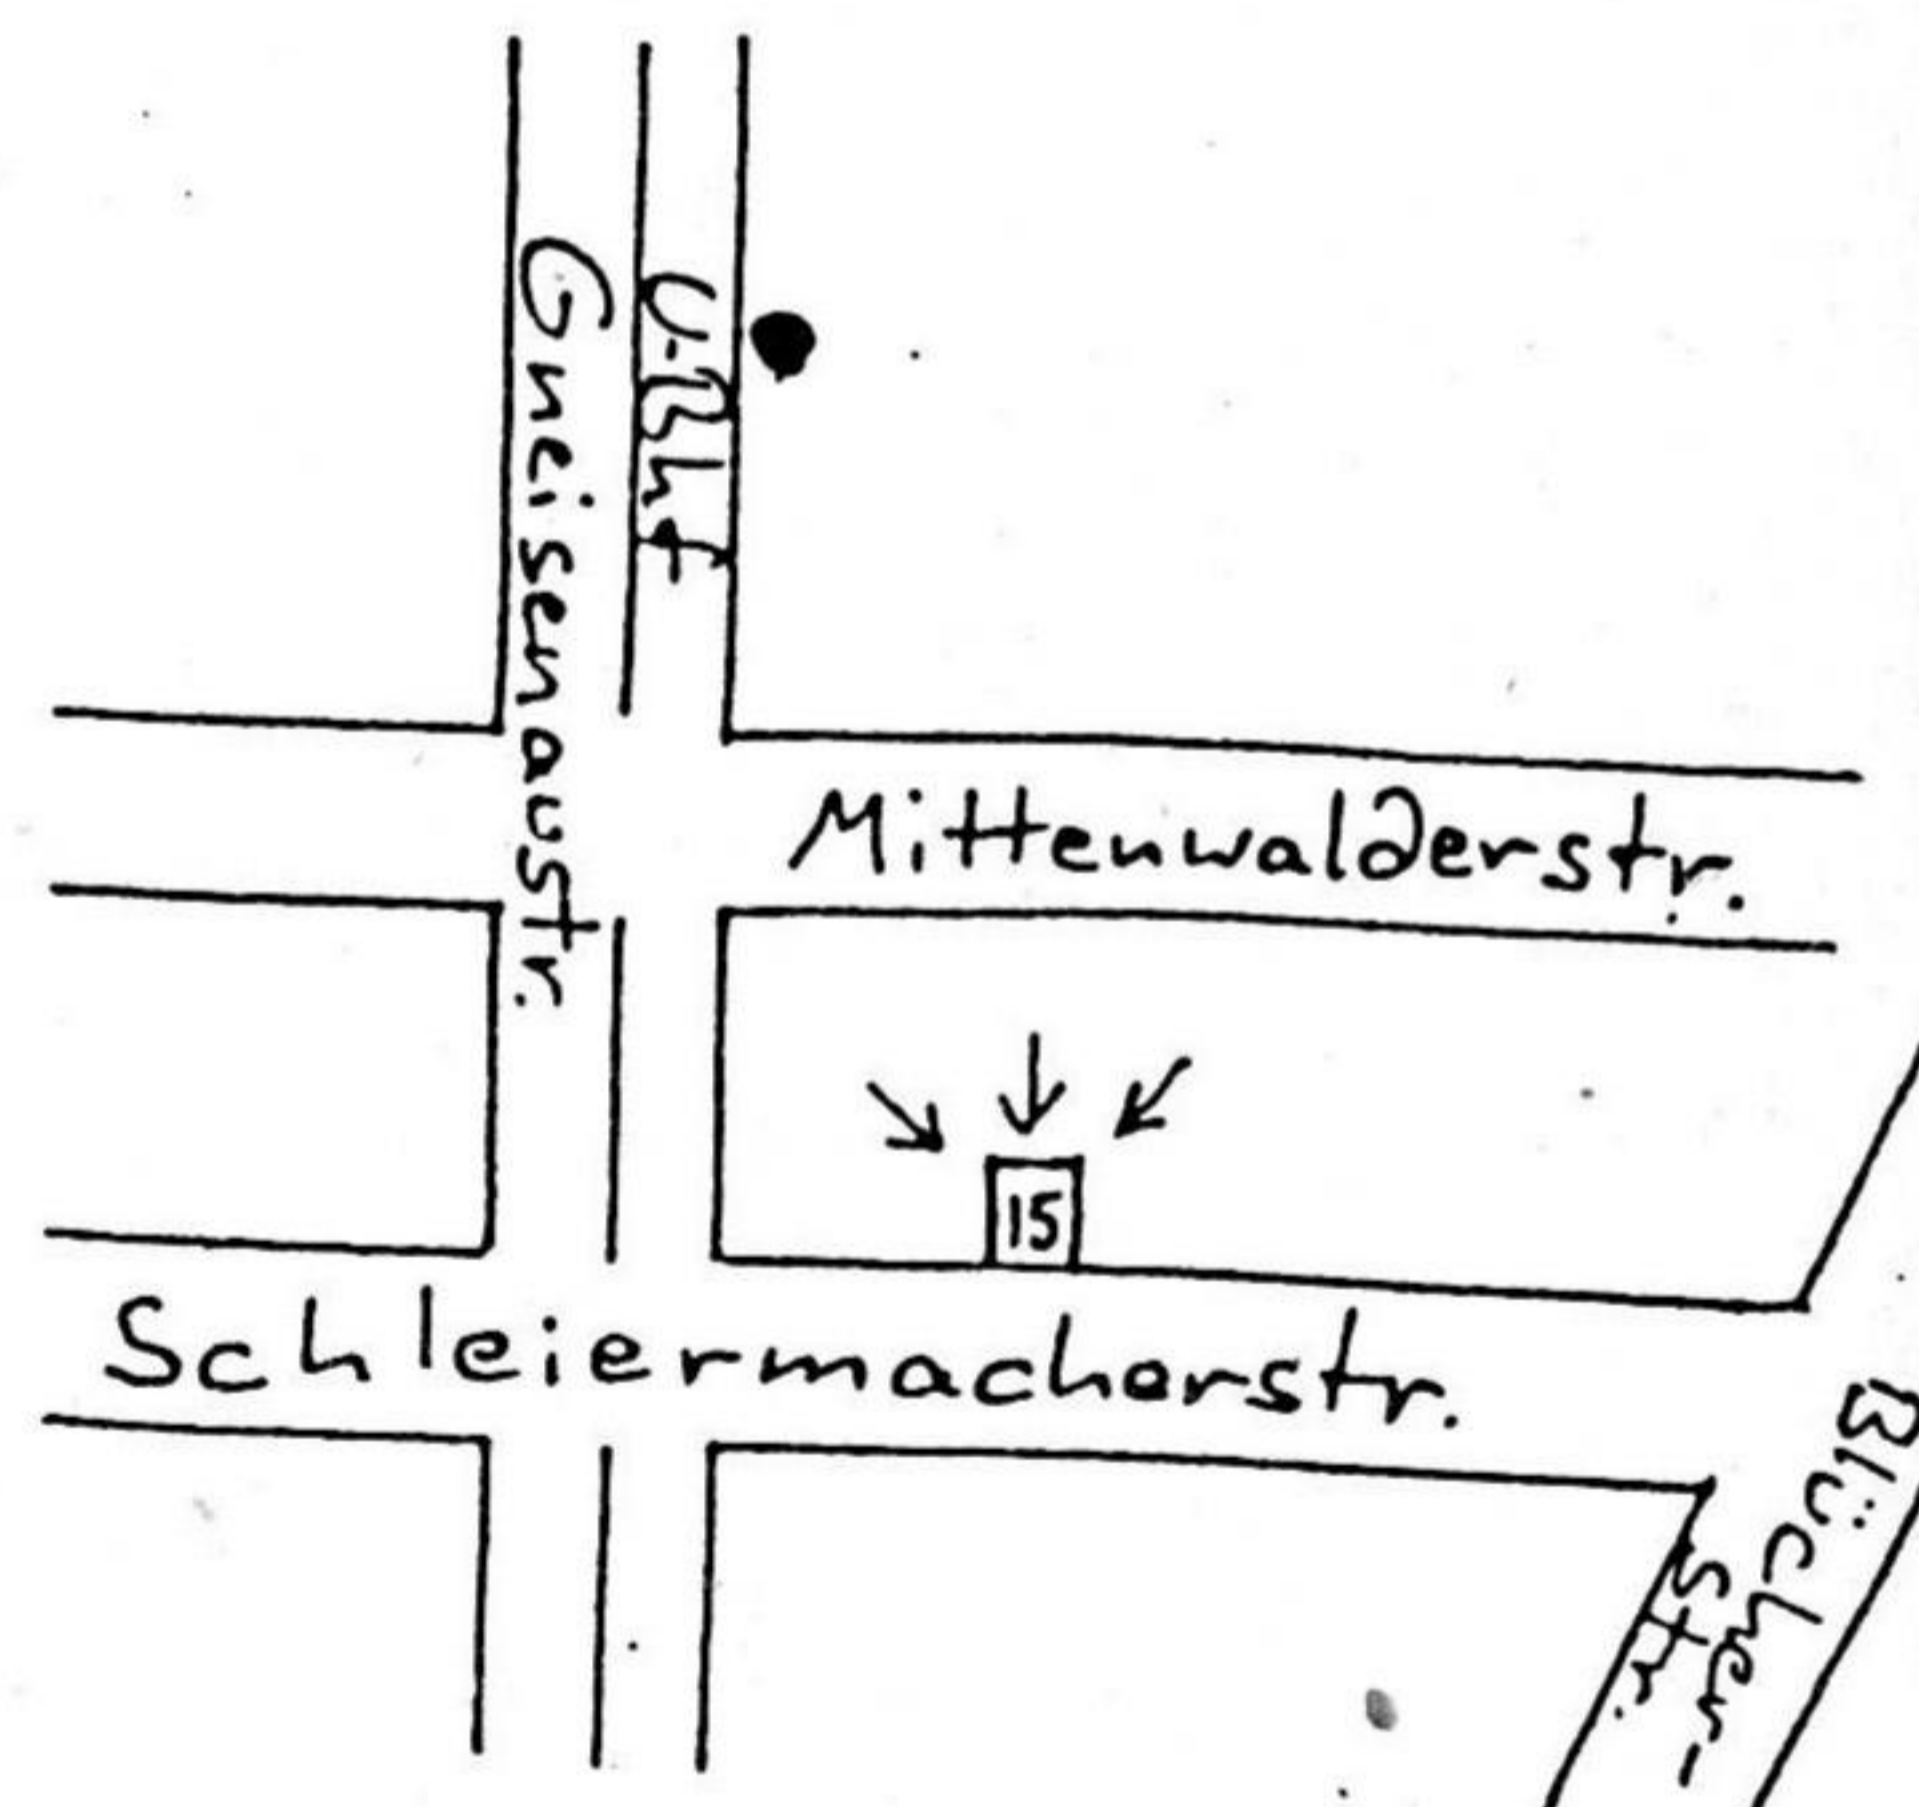 Gneisenaustr.
U-Bhf
Mittenwalderstr.
15
Schleiermacherstr.
Blücher-
str.